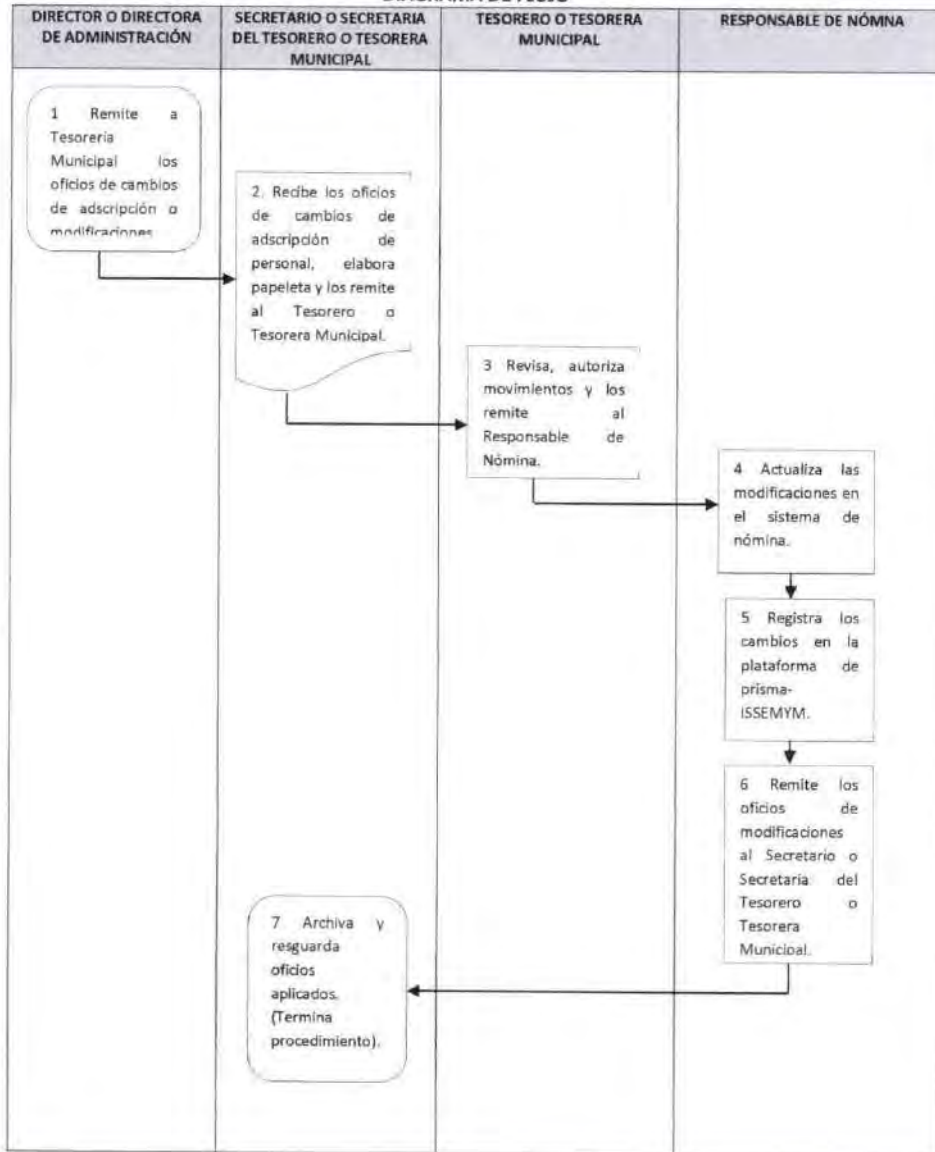 DIRECTOR O DIRECTORA
DE ADMINISTRACIÓN
SECRETARIO O SECRETARIA
DEL TESORERO O TESORERA
MUNICIPAL
TESORERO O TESORERA
MUNICIPAL
RESPONSABLE DE NÓMNA
1 Remite a
Tesorería
Municipal los
oficios de cambios
de adscripción o
modificaciones
2. Recibe los oficios
de cambios de
adscripción de
personal, elabora
papeleta y los remite
al Tesorero o
Tesorera Municipal.
3 Revisa, autoriza
movimientos y los
remite al
Responsable de
Nómina.
4 Actualiza las
modificaciones en
el sistema de
nómina.
5 Registra los
cambios en la
plataforma de
prisma-
ISSEMYM.
6 Remite los
oficios de
modificaciones
al Secretario o
Secretaria del
Tesorero o
Tesorera
Municipal.
7 Archiva y
resguarda
oficios
aplicados.
(Termina
procedimiento).